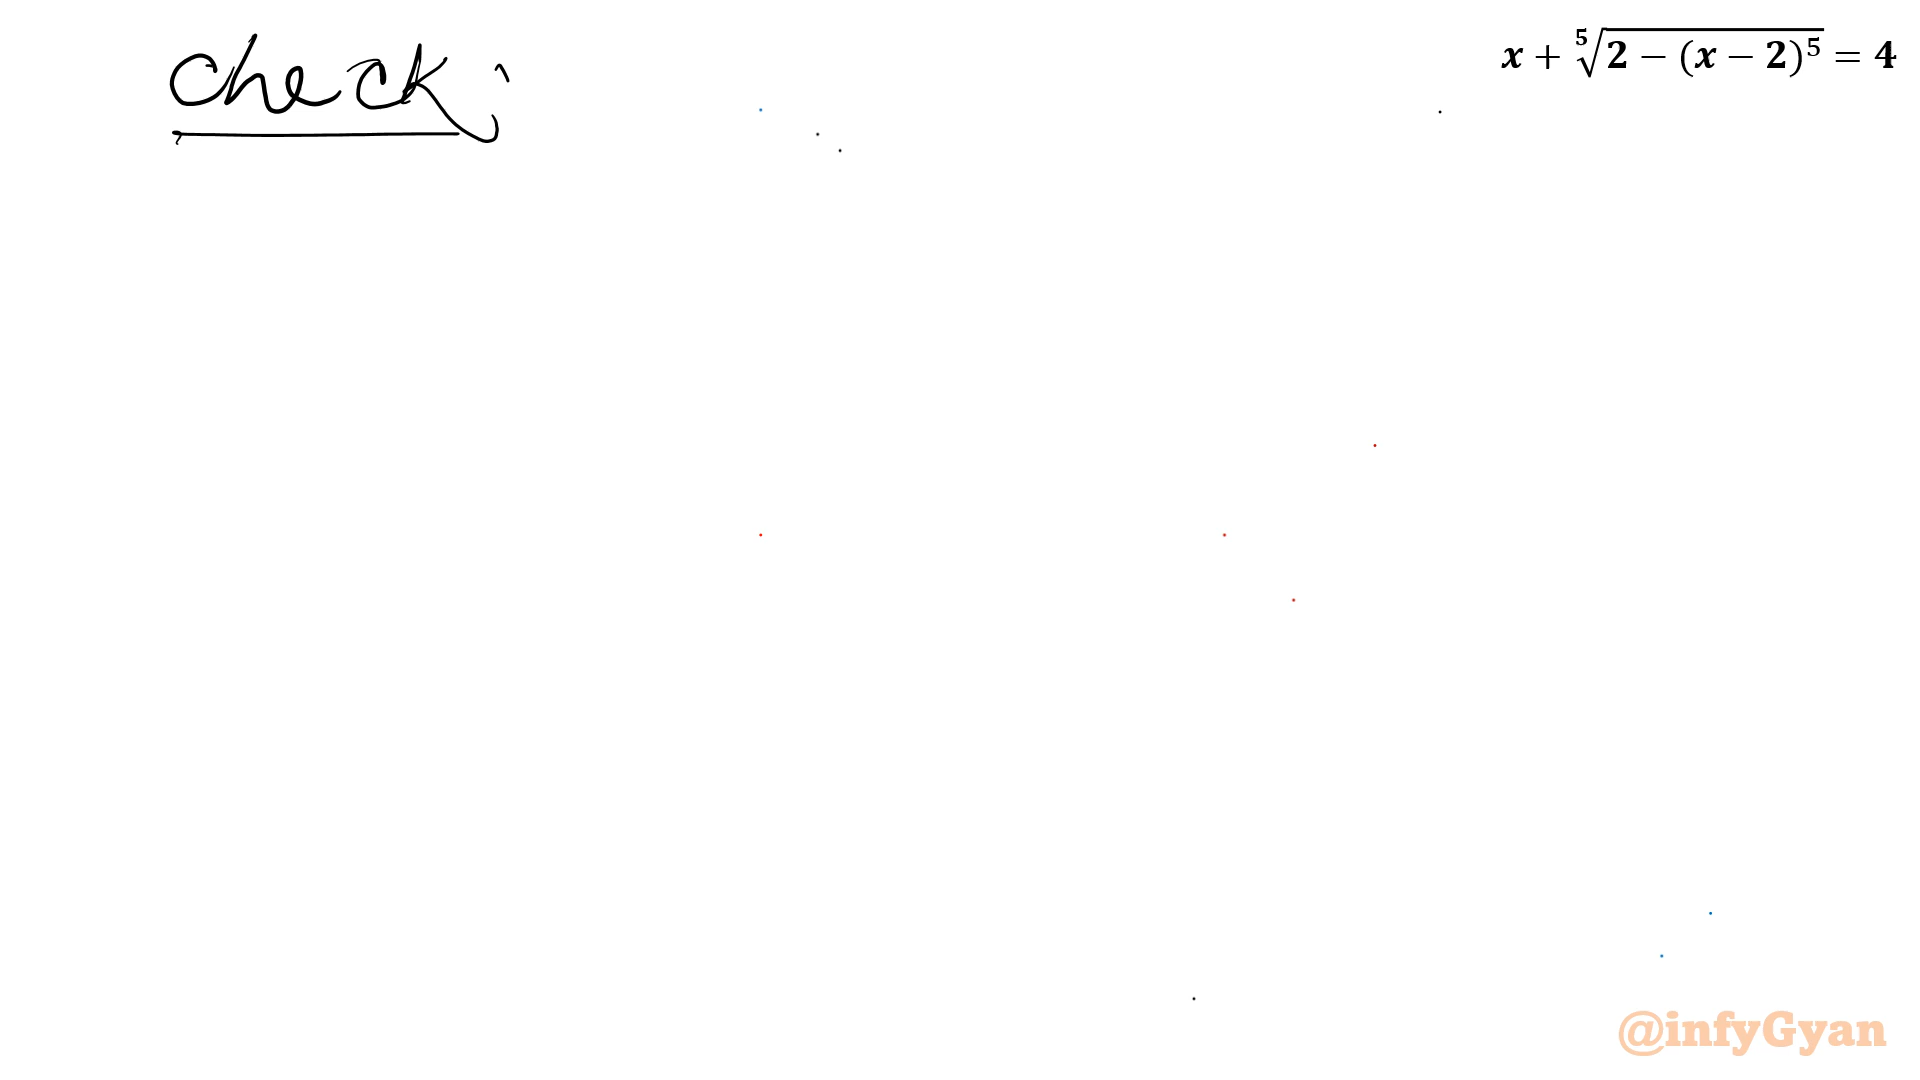 Check:
x + ⁵√(2 − (x − 2)⁵) = 4
@infyGyan